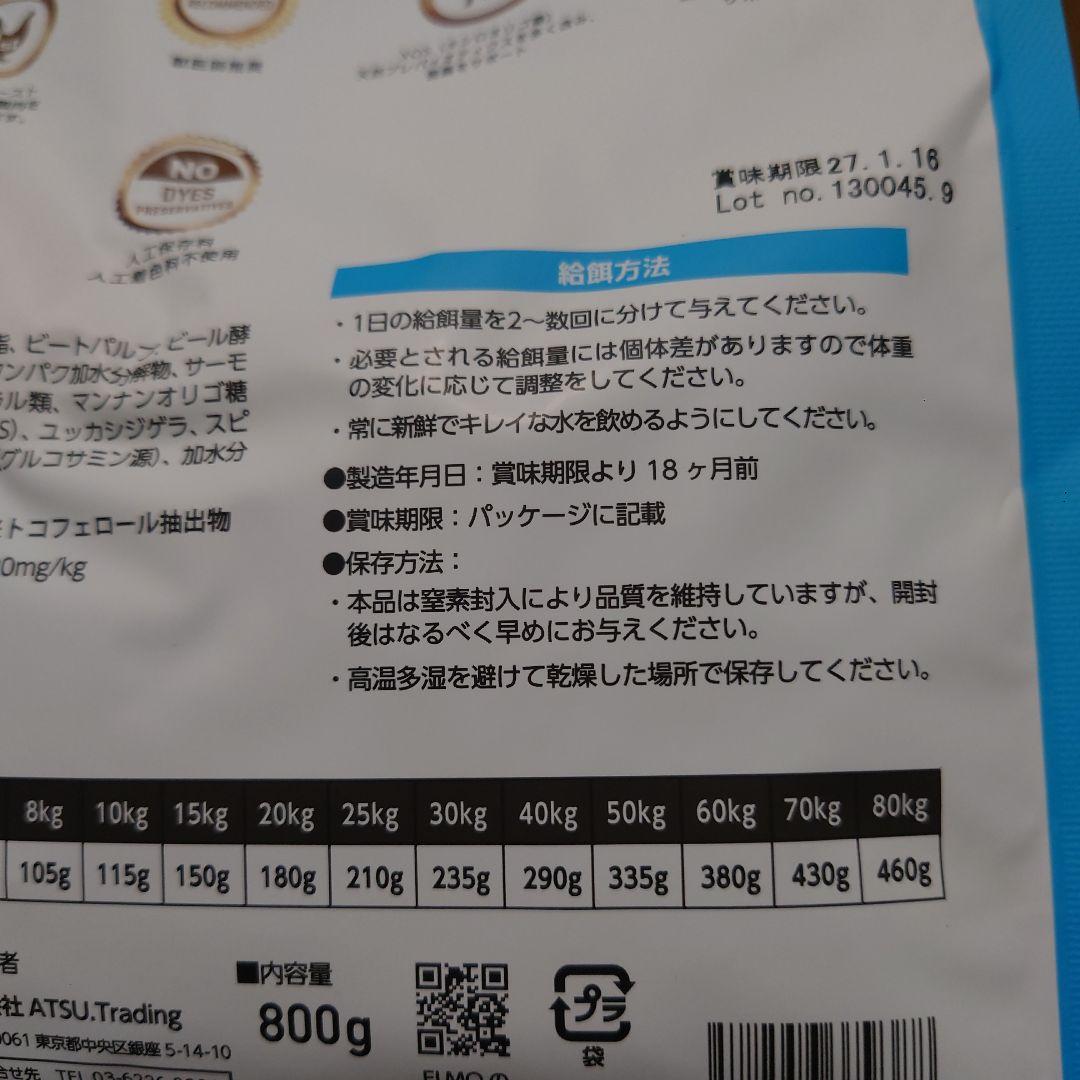 賞味期限27.1.16
Lot no.130045.9
NO
DYES
PRESERVATIVES
人工保存料
人工着色料不使用
給餌方法
・1日の給餌量を2～数回に分けて与えてください。
・必要とされる給餌量には個体差がありますので体重
の変化に応じて調整をしてください。
・常に新鮮でキレイな水を飲めるようにしてください。
●製造年月日：賞味期限より 18 ヶ月前
●賞味期限：パッケージに記載
●保存方法：
・本品は窒素封入により品質を維持していますが、開封
後はなるべく早めにお与えください。
・高温多湿を避けて乾燥した場所で保存してください。
脂、ビートパルプ、ビール酵
タンパク加水分解物、サーモ
ラル類、マンナンオリゴ糖
S)、ユッカシジゲラ、スピ
グルコサミン源)、加水分
トコフェロール抽出物
0mg/kg
8kg 10kg 15kg 20kg 25kg 30kg 40kg 50kg 60kg 70kg 80kg
105g 115g 150g 180g 210g 235g 290g 335g 380g 430g 460g
者
社 ATSU.Trading
0061 東京都中央区銀座 5-14-10
合せ先 TEL 03-6226
■内容量
800g
プラ
袋
ELMO の